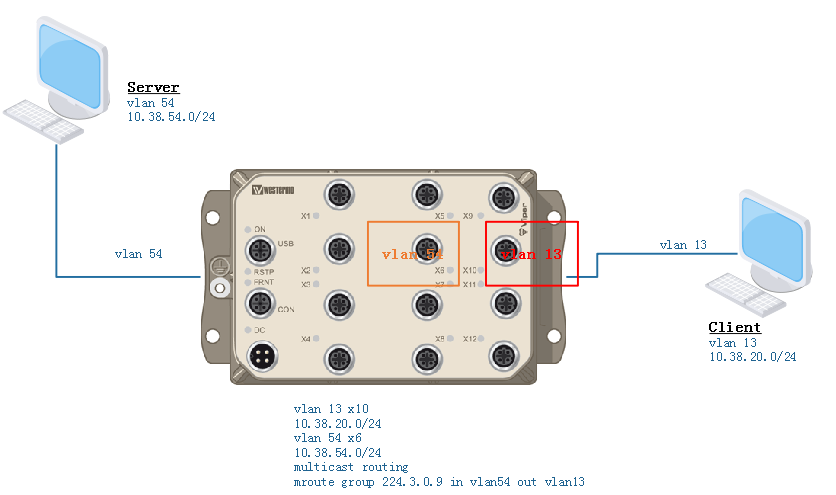 Server
vlan 54
10.38.54.0/24
WESTERMO
Viper
X1
X5
X9
ON
USB
vlan 54
vlan 54
vlan 13
vlan 13
RSTP
X2
X6
X10
FRNT
X3
X7
X11
CON
DC
X4
X8
X12
Client
vlan 13
10.38.20.0/24
vlan 13 x10
10.38.20.0/24
vlan 54 x6
10.38.54.0/24
multicast routing
mroute group 224.3.0.9 in vlan54 out vlan13